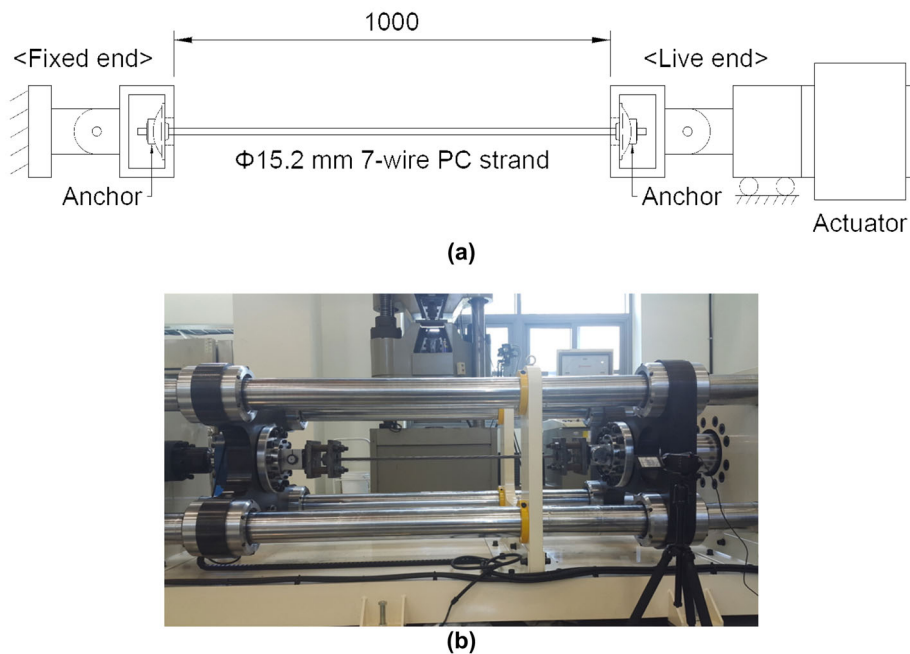 1000
<Fixed end>
<Live end>
Φ15.2 mm 7-wire PC strand
Anchor
Anchor
Actuator
(a)
(b)